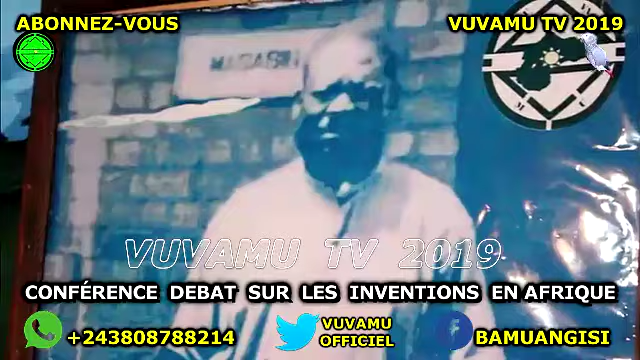 ABONNEZ-VOUS
VUVAMU TV 2019
MAGASIN
VUVAMU TV 2019
CONFÉRENCE DEBAT SUR LES INVENTIONS EN AFRIQUE
+243808788214
VUVAMU
OFFICIEL
BAMUANGISI